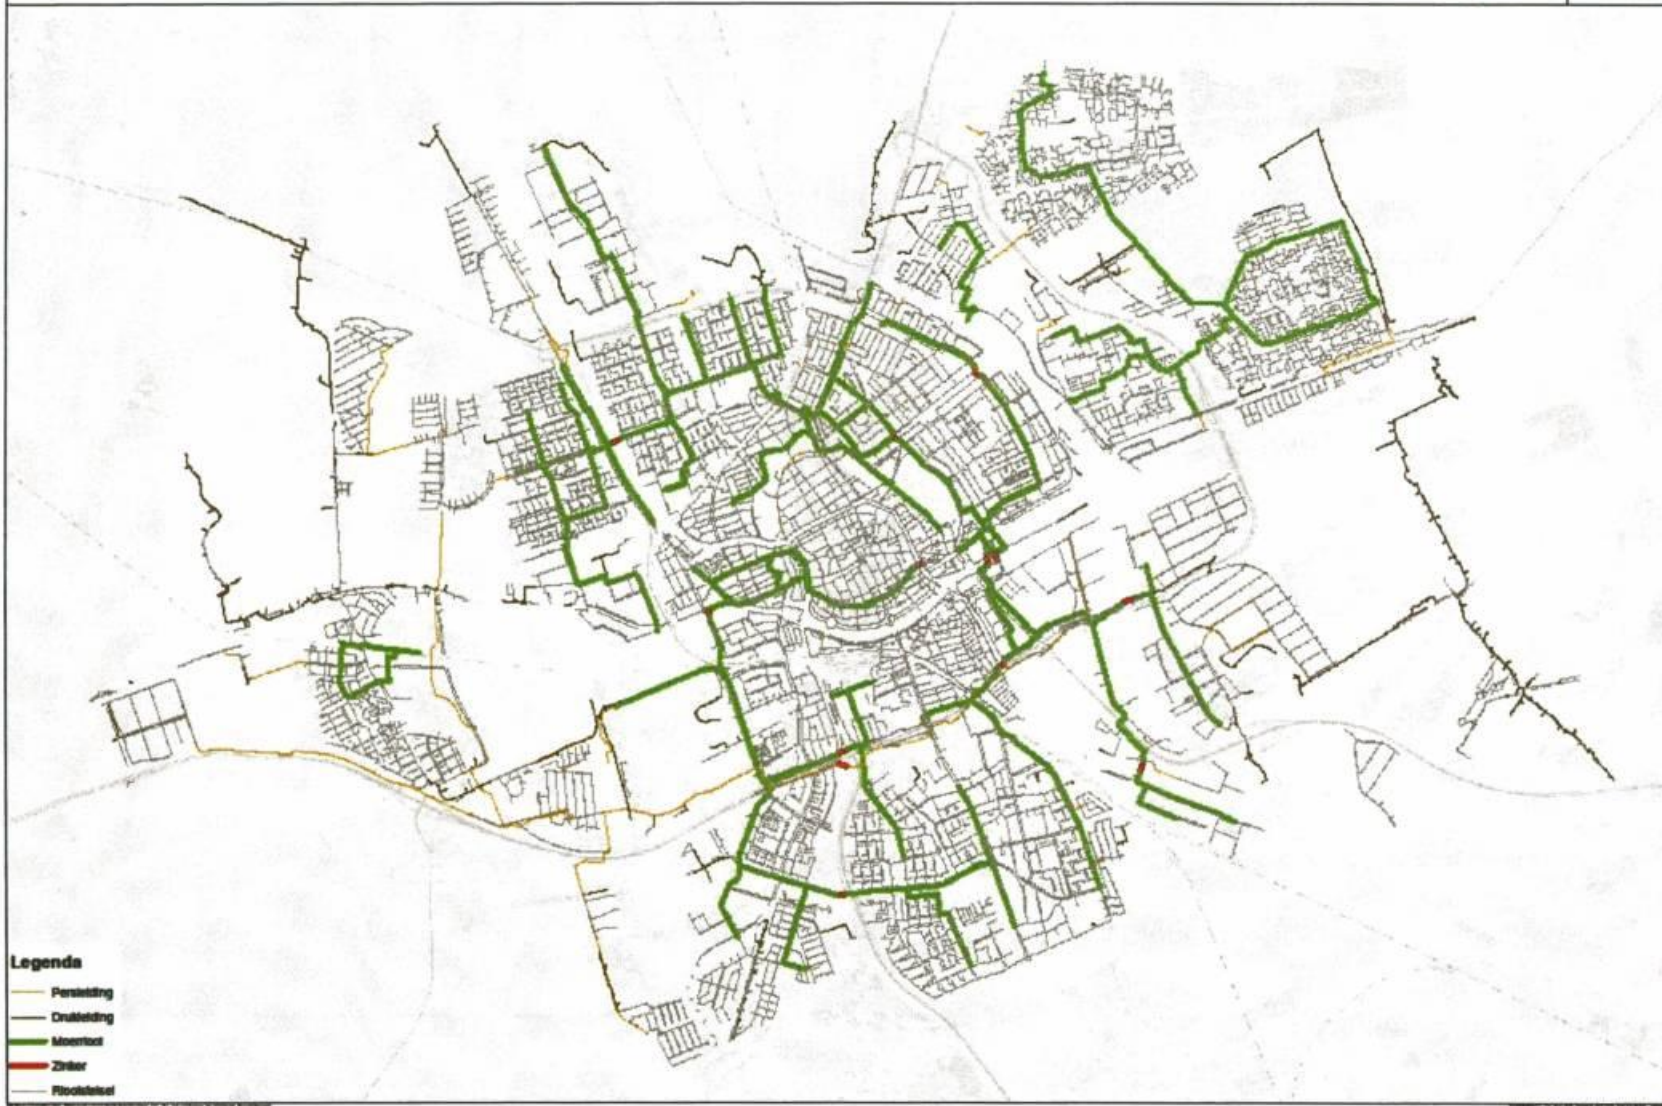 Legenda
Persleiding
Drukleiding
Moerriool
Zinker
Rioolstelsel